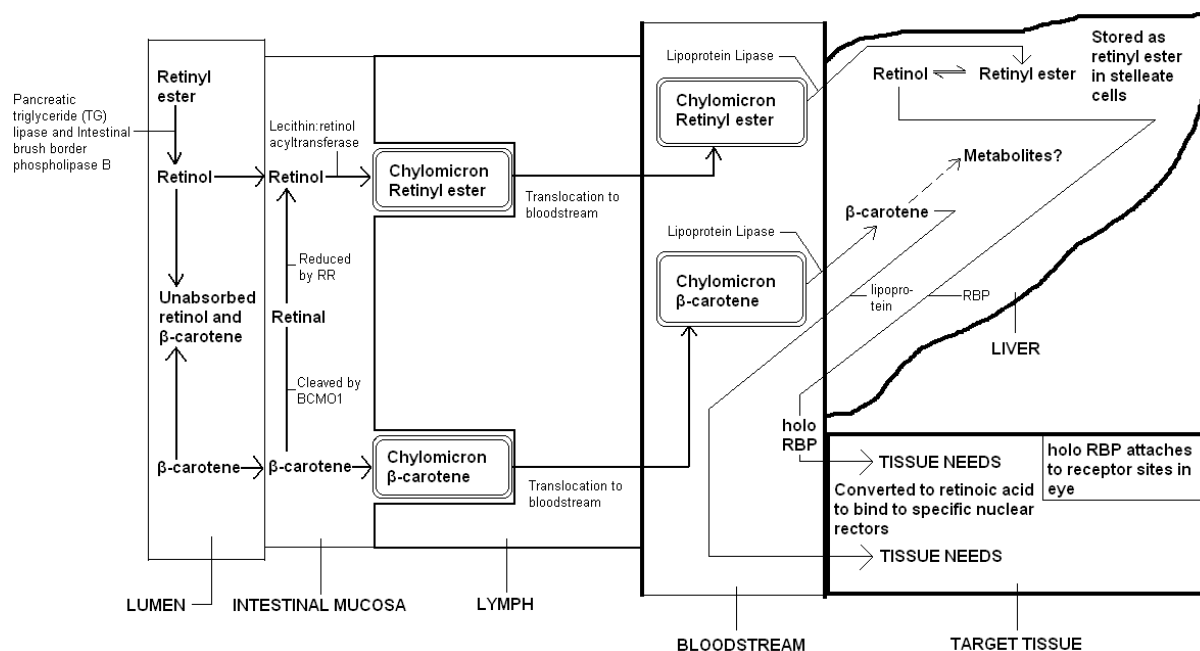 Retinyl
ester
Pancreatic
triglyceride (TG)
lipase and Intestinal
brush border
phospholipase B
Retinol
Unabsorbed
retinol and
β-carotene
β-carotene
LUMEN
Lecithin:retinol
acyltransferase
Retinol
Reduced
by RR
Retinal
Cleaved by
BCMO1
β-carotene
INTESTINAL MUCOSA
Chylomicron
Retinyl ester
Translocation to
bloodstream
Chylomicron
β-carotene
Translocation to
bloodstream
LYMPH
Lipoprotein Lipase
Chylomicron
Retinyl ester
Lipoprotein Lipase
Chylomicron
β-carotene
holo
RBP
BLOODSTREAM
Retinol
Retinyl ester
Stored as
retinyl ester
in stelleate
cells
Metabolites?
β-carotene
lipopro-
tein
RBP
LIVER
TISSUE NEEDS
holo RBP attaches
to receptor sites in
eye
Converted to retinoic acid
to bind to specific nuclear
rectors
TISSUE NEEDS
TARGET TISSUE